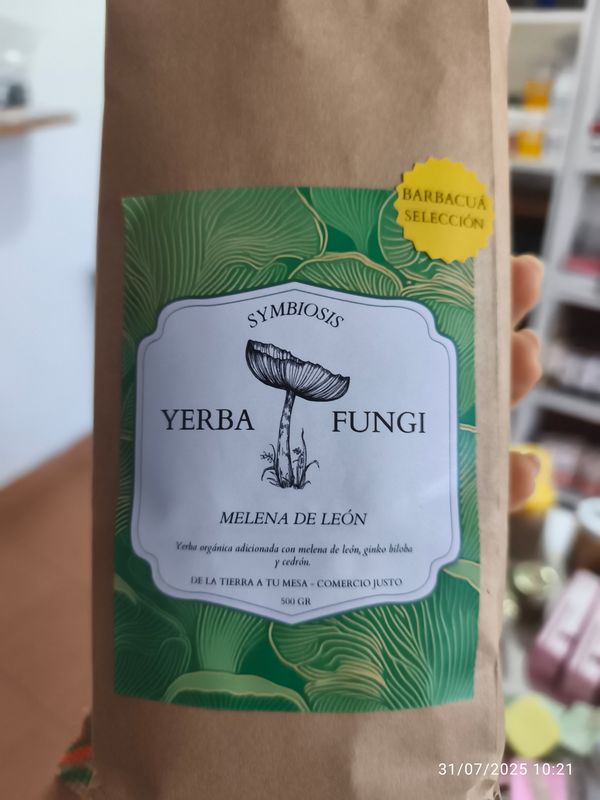 BARBACUÁ
SELECCIÓN
SYMBIOSIS
YERBA FUNGI
MELENA DE LEÓN
Yerba orgánica adicionada con melena de león, ginko biloba
y cedrón.
DE LA TIERRA A TU MESA - COMERCIO JUSTO
500 GR
31/07/2025 10:21